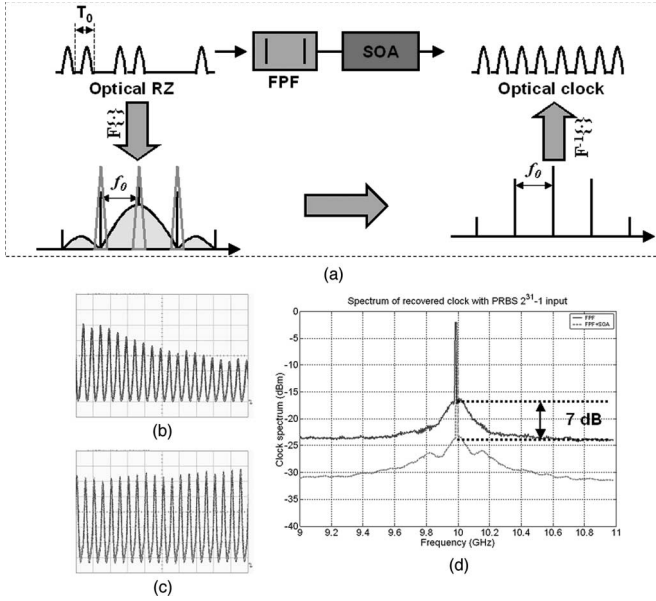 T0
FPF
SOA
Optical RZ
Optical clock
F{·}
F-1{·}
f0
f0
(a)
(b)
(c)
Spectrum of recovered clock with PRBS 2^31-1 input
FPF
FPF+SOA
Clock spectrum (dBm)
0
-5
-10
-15
-20
-25
-30
-35
-40
7 dB
9 9.2 9.4 9.6 9.8 10 10.2 10.4 10.6 10.8 11
Frequency (GHz)
(d)